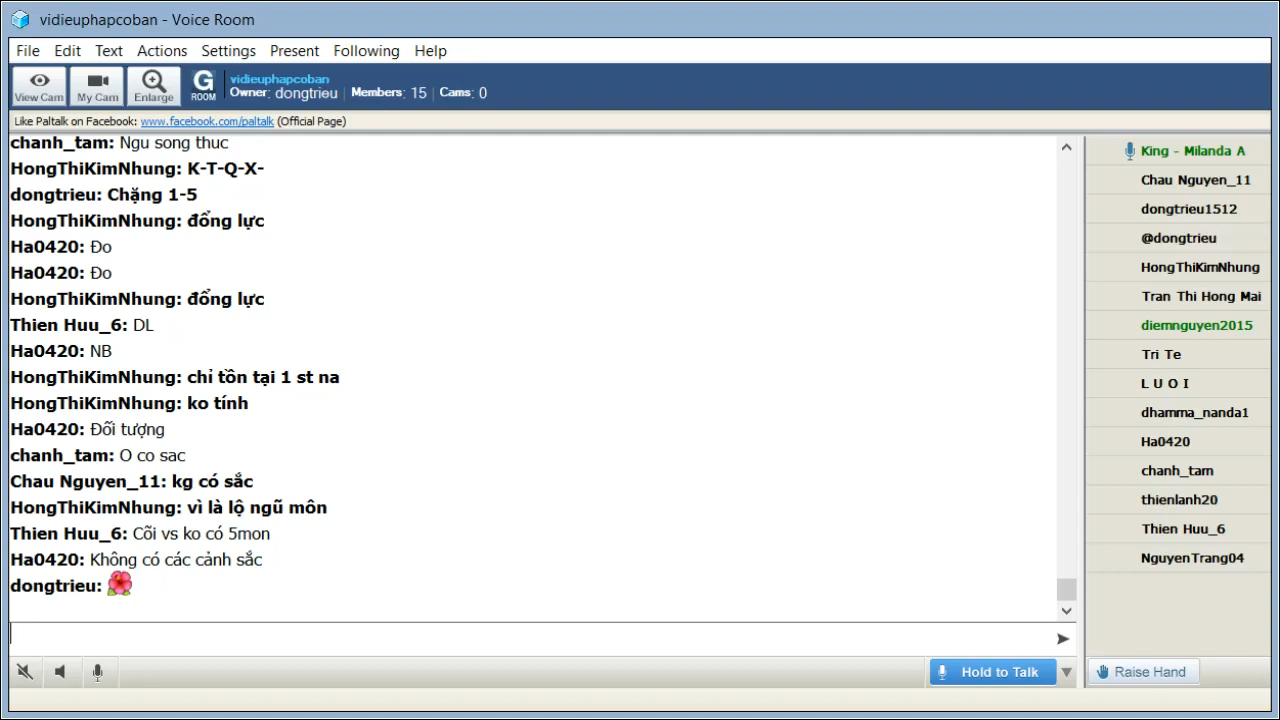 vidieuphapcoban - Voice Room
File Edit Text Actions Settings Present Following Help
View Cam My Cam Enlarge G ROOM
vidieuphapcoban
Owner: dongtrieu | Members: 15 | Cams: 0
Like Paltalk on Facebook: www.facebook.com/paltalk (Official Page)
chanh_tam: Ngu song thuc
HongThiKimNhung: K-T-Q-X-
dongtrieu: Chặng 1-5
HongThiKimNhung: đổng lực
Ha0420: Đo
Ha0420: Đo
HongThiKimNhung: đổng lực
Thien Huu_6: DL
Ha0420: NB
HongThiKimNhung: chỉ tồn tại 1 st na
HongThiKimNhung: ko tính
Ha0420: Đối tượng
chanh_tam: O co sac
Chau Nguyen_11: kg có sắc
HongThiKimNhung: vì là lộ ngũ môn
Thien Huu_6: Cõi vs ko có 5mon
Ha0420: Không có các cảnh sắc
dongtrieu:
King - Milanda A
Chau Nguyen_11
dongtrieu1512
@dongtrieu
HongThiKimNhung
Tran Thi Hong Mai
diemnguyen2015
Tri Te
L U O I
dhamma_nanda1
Ha0420
chanh_tam
thienlanh20
Thien Huu_6
NguyenTrang04
Hold to Talk
Raise Hand